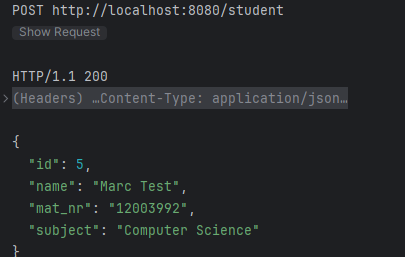 POST http://localhost:8080/student
Show Request
HTTP/1.1 200
(Headers) …Content-Type: application/json…
{
  "id": 5,
  "name": "Marc Test",
  "mat_nr": "12003992",
  "subject": "Computer Science"
}